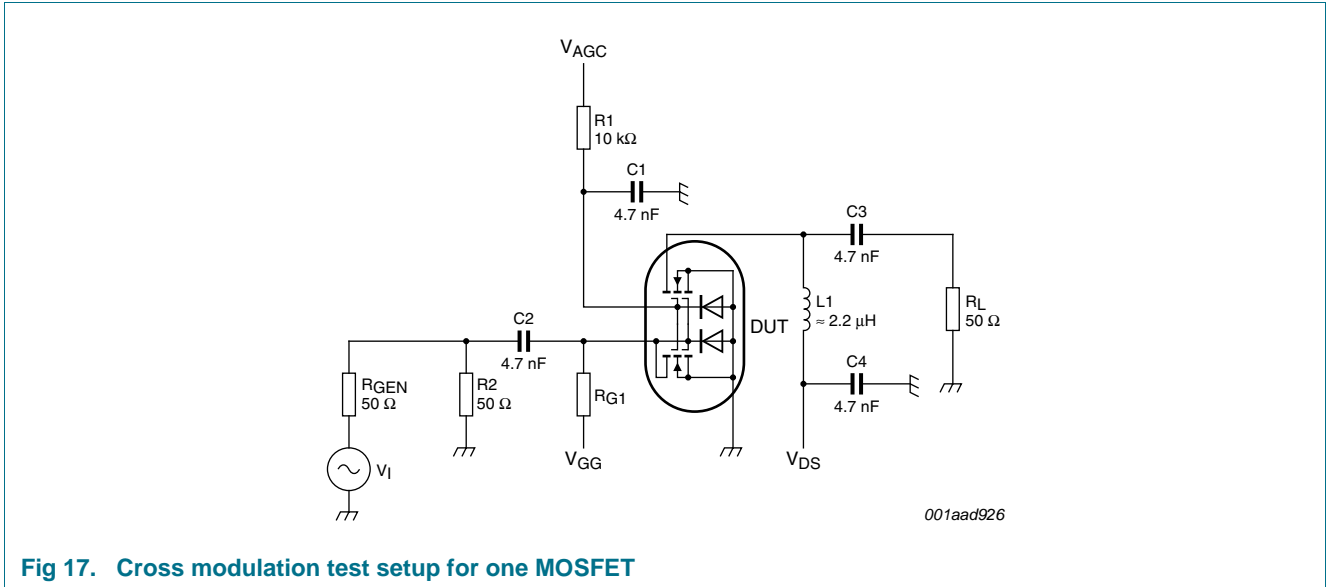 VAGC
R1
10 kΩ
C1
4.7 nF
C3
4.7 nF
L1
≈ 2.2 μH
RL
50 Ω
DUT
C2
4.7 nF
RGEN
50 Ω
R2
50 Ω
RG1
C4
4.7 nF
VI
VGG
VDS
001aad926
Fig 17. Cross modulation test setup for one MOSFET